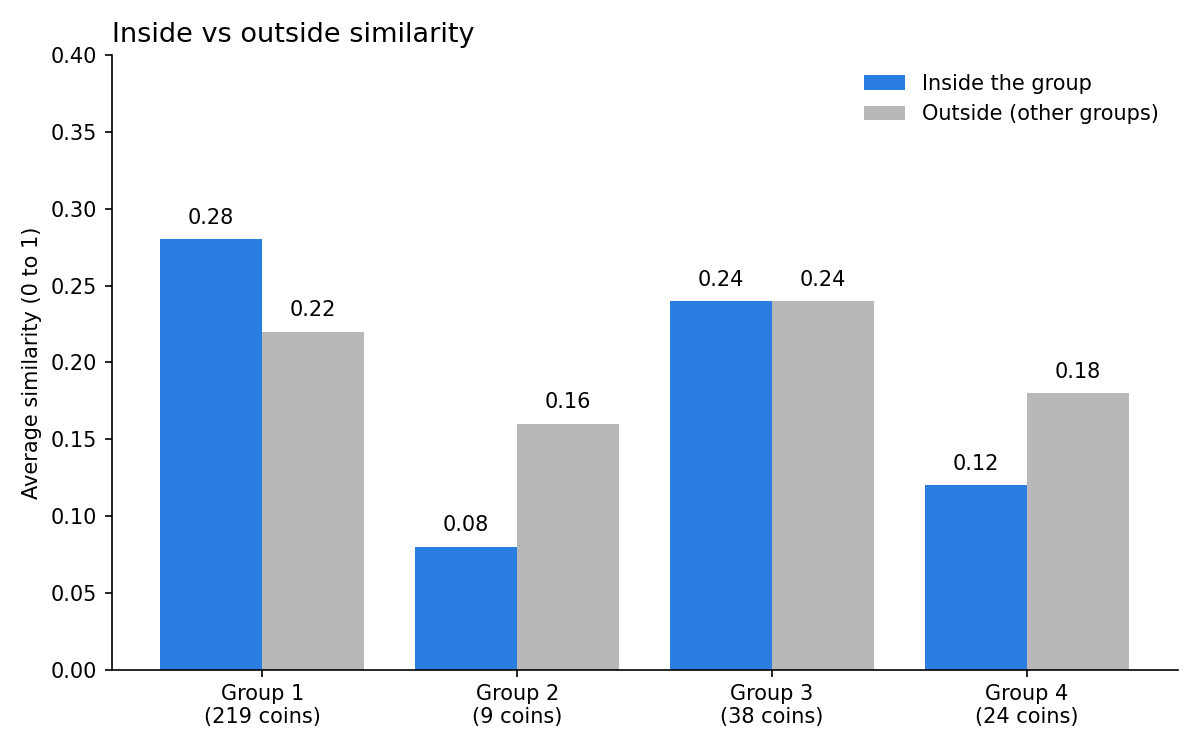 Inside vs outside similarity
Inside the group
Outside (other groups)
Average similarity (0 to 1)
0.40
0.35
0.30
0.25
0.20
0.15
0.10
0.05
0.00
0.28
0.22
0.08
0.16
0.24
0.24
0.12
0.18
Group 1
(219 coins)
Group 2
(9 coins)
Group 3
(38 coins)
Group 4
(24 coins)